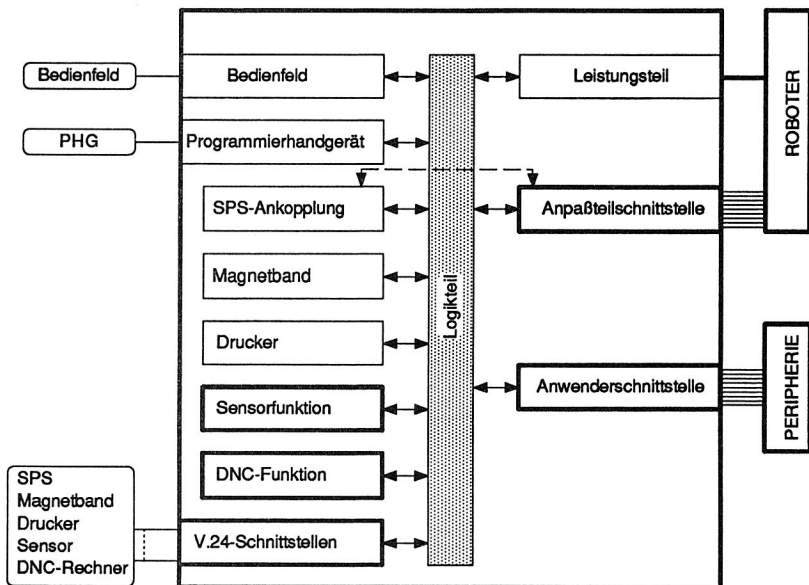 Bedienfeld
Bedienfeld
Leistungsteil
ROBOTER
PHG
Programmierhandgerät
SPS-Ankopplung
Anpaßteilschnittstelle
Magnetband
Logikteil
Drucker
Anwenderschnittstelle
PERIPHERIE
Sensorfunktion
DNC-Funktion
SPS
Magnetband
Drucker
Sensor
DNC-Rechner
V.24-Schnittstellen